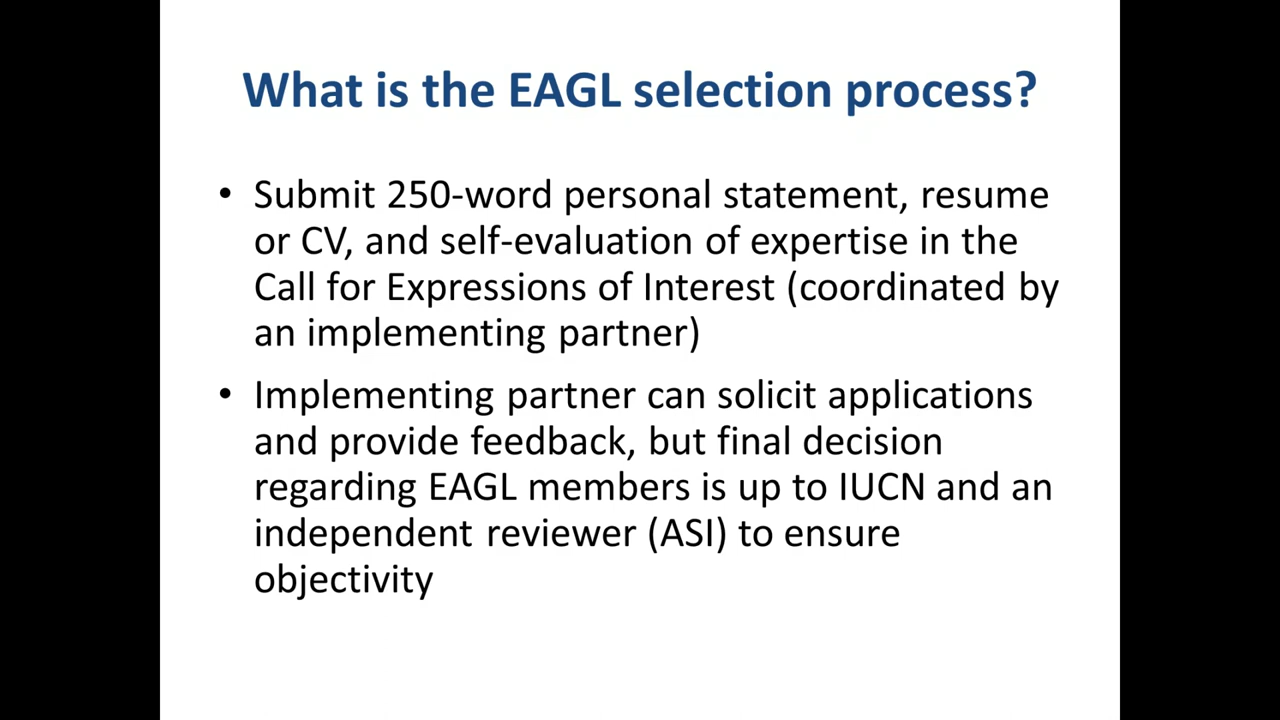 What is the EAGL selection process?
• Submit 250-word personal statement, resume
or CV, and self-evaluation of expertise in the
Call for Expressions of Interest (coordinated by
an implementing partner)
• Implementing partner can solicit applications
and provide feedback, but final decision
regarding EAGL members is up to IUCN and an
independent reviewer (ASI) to ensure
objectivity